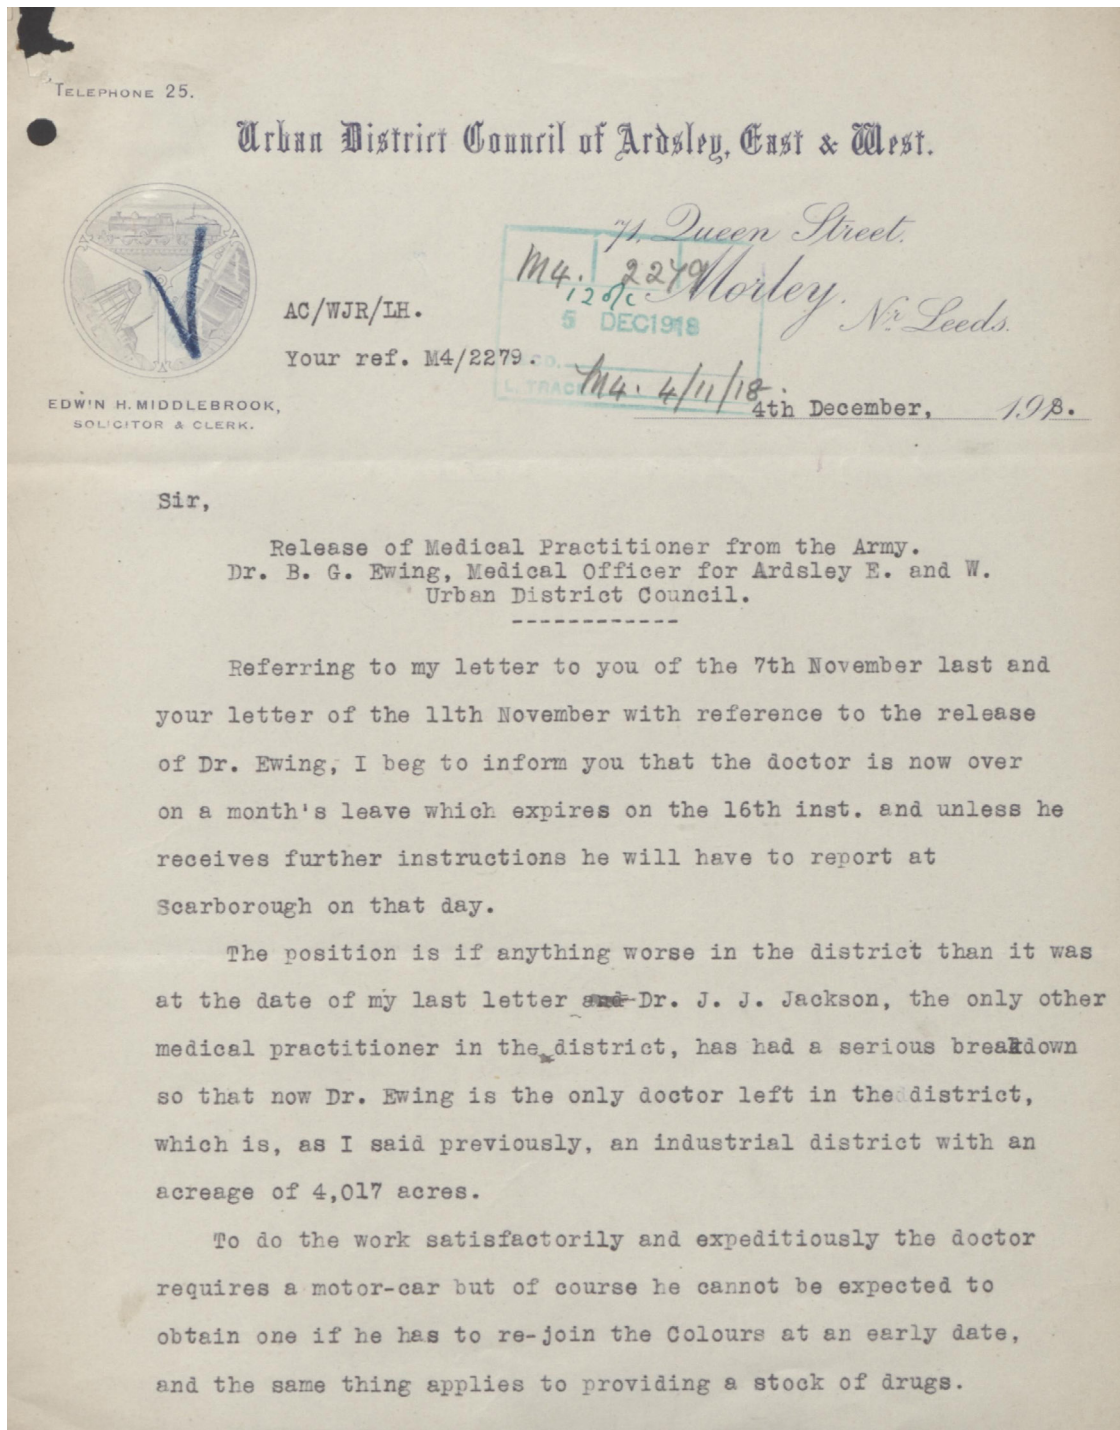 TELEPHONE 25.
Urban District Council of Ardsley, East & West.
71, Queen Street.
Morley.
Nr. Leeds.
M4. 2279
12
5 DEC1918
L. TRAC
M4. 4/11/18.
AC/WJR/LH.
Your ref. M4/2279.
EDWIN H. MIDDLEBROOK,
SOLICITOR & CLERK.
4th December, 1918.
Sir,
Release of Medical Practitioner from the Army.
Dr. B. G. Ewing, Medical Officer for Ardsley E. and W.
Urban District Council.
------------
Referring to my letter to you of the 7th November last and
your letter of the 11th November with reference to the release
of Dr. Ewing, I beg to inform you that the doctor is now over
on a month's leave which expires on the 16th inst. and unless he
receives further instructions he will have to report at
Scarborough on that day.
The position is if anything worse in the district than it was
at the date of my last letter and Dr. J. J. Jackson, the only other
medical practitioner in the district, has had a serious breakdown
so that now Dr. Ewing is the only doctor left in the district,
which is, as I said previously, an industrial district with an
acreage of 4,017 acres.
To do the work satisfactorily and expeditiously the doctor
requires a motor-car but of course he cannot be expected to
obtain one if he has to re-join the Colours at an early date,
and the same thing applies to providing a stock of drugs.